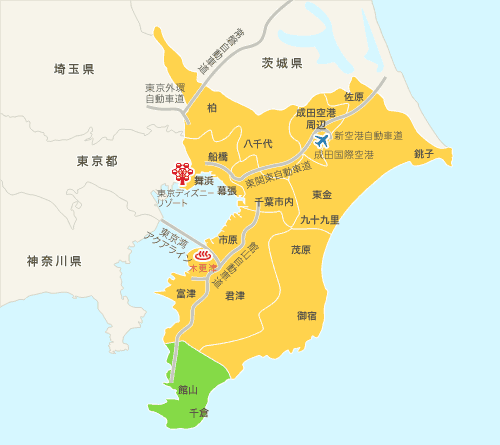 常磐自動車道
埼玉県
茨城県
東京外環
自動車道
柏
佐原
成田空港
周辺
新空港自動車道
八千代
船橋
成田国際空港
銚子
東京都
舞浜
東関東自動車道
幕張
東京ディズニー
リゾート
千葉市内
東金
九十九里
東京湾
アクアライン
市原
館山自動車道
茂原
神奈川県
木更津
富津
君津
御宿
館山
千倉